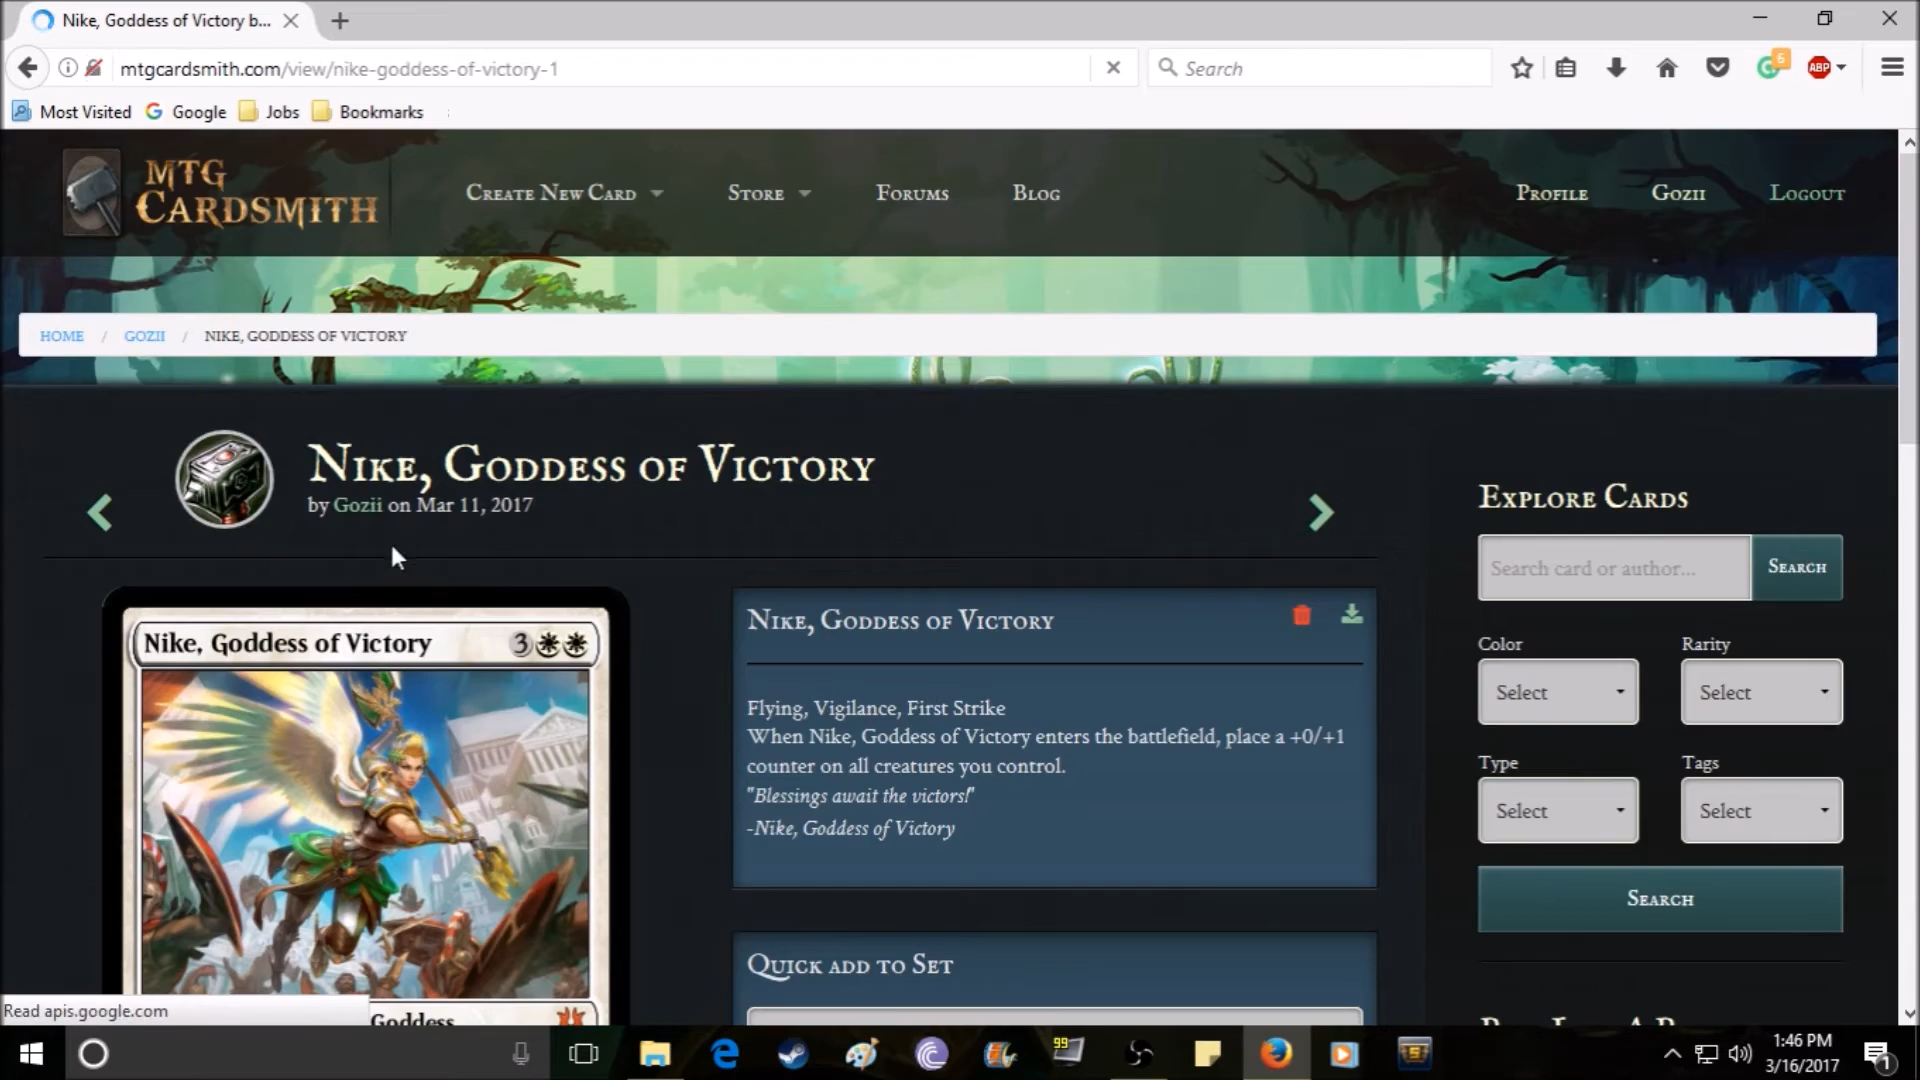 Nike, Goddess of Victory b...
mtgcardsmith.com/view/nike-goddess-of-victory-1
Search
6
ABP
Most Visited
Google
Jobs
Bookmarks
MTG
CARDSMITH
CREATE NEW CARD
STORE
FORUMS
BLOG
PROFILE
GOZII
LOGOUT
HOME / GOZII / NIKE, GODDESS OF VICTORY
NIKE, GODDESS OF VICTORY
by Gozii on Mar 11, 2017
EXPLORE CARDS
Search card or author...
SEARCH
Color
Rarity
Select
Select
Type
Tags
Select
Select
SEARCH
Nike, Goddess of Victory 3
NIKE, GODDESS OF VICTORY
Flying, Vigilance, First Strike
When Nike, Goddess of Victory enters the battlefield, place a +0/+1
counter on all creatures you control.
"Blessings await the victors!"
-Nike, Goddess of Victory
QUICK ADD TO SET
Goddess
Read apis.google.com
99
1:46 PM
3/16/2017
1